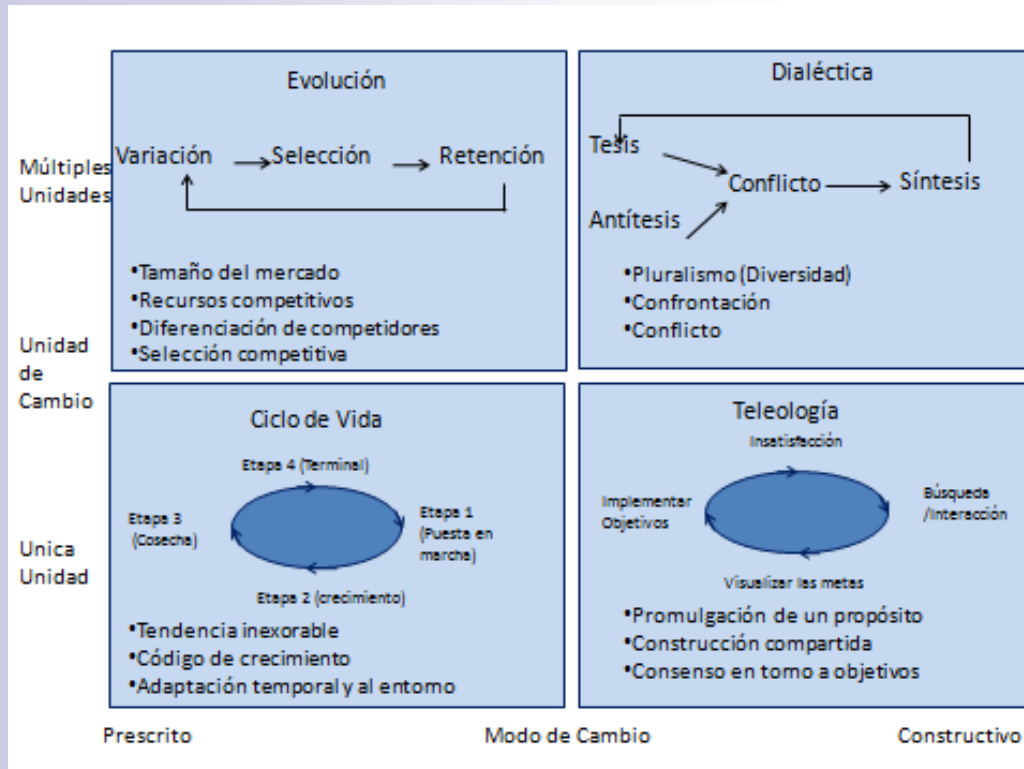 Evolución
Variación Selección Retención
•Tamaño del mercado
•Recursos competitivos
•Diferenciación de competidores
•Selección competitiva
Dialéctica
Tesis
Conflicto Síntesis
Antítesis
•Pluralismo (Diversidad)
•Confrontación
•Conflicto
Múltiples
Unidades
Unidad
de
Cambio
Unica
Unidad
Ciclo de Vida
Etapa 4 (Terminal)
Etapa 3
(Cosecha)
Etapa 1
(Puesta en
marcha)
Etapa 2 (crecimiento)
•Tendencia inexorable
•Código de crecimiento
•Adaptación temporal y al entorno
Teleología
Insatisfacción
Implementar
Objetivos
Búsqueda
/Interacción
Visualizar las metas
•Promulgación de un propósito
•Construcción compartida
•Consenso en torno a objetivos
Prescrito Modo de Cambio Constructivo